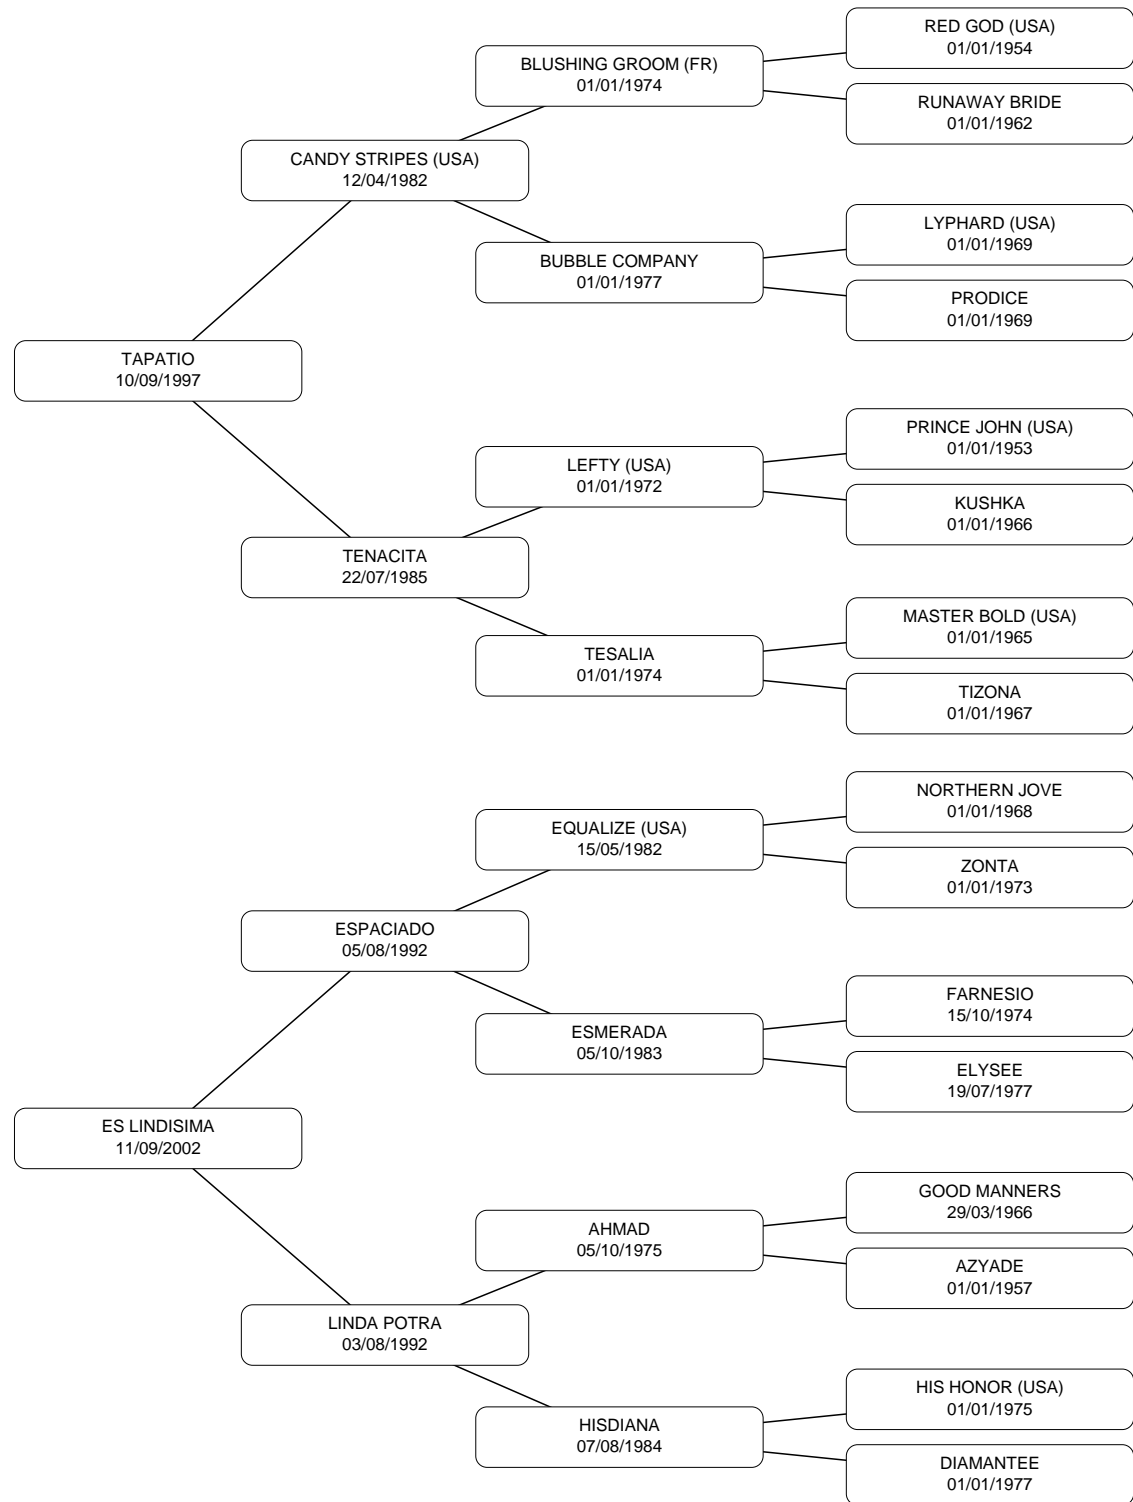 RED GOD (USA)
01/01/1954
BLUSHING GROOM (FR)
01/01/1974
RUNAWAY BRIDE
01/01/1962
CANDY STRIPES (USA)
12/04/1982
LYPHARD (USA)
01/01/1969
BUBBLE COMPANY
01/01/1977
PRODICE
01/01/1969
TAPATIO
10/09/1997
PRINCE JOHN (USA)
01/01/1953
LEFTY (USA)
01/01/1972
KUSHKA
01/01/1966
TENACITA
22/07/1985
MASTER BOLD (USA)
01/01/1965
TESALIA
01/01/1974
TIZONA
01/01/1967
NORTHERN JOVE
01/01/1968
EQUALIZE (USA)
15/05/1982
ZONTA
01/01/1973
ESPACIADO
05/08/1992
FARNESIO
15/10/1974
ESMERADA
05/10/1983
ELYSEE
19/07/1977
ES LINDISIMA
11/09/2002
GOOD MANNERS
29/03/1966
AHMAD
05/10/1975
AZYADE
01/01/1957
LINDA POTRA
03/08/1992
HIS HONOR (USA)
01/01/1975
HISDIANA
07/08/1984
DIAMANTEE
01/01/1977